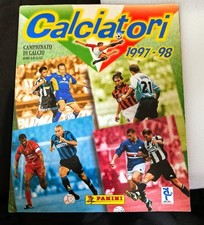 Calciatori
1997-98
CAMPIONATO
DI CALCIO
PANINI